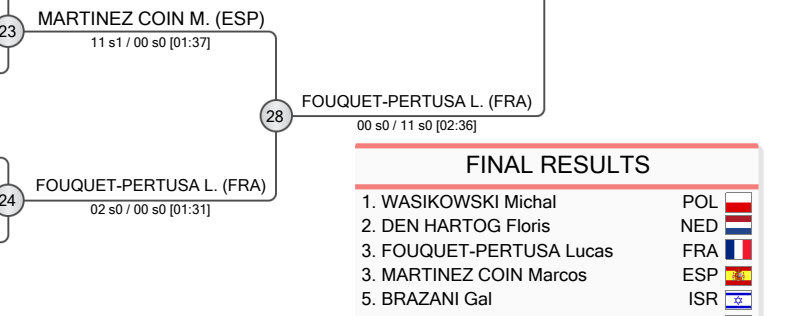 23
MARTINEZ COIN M. (ESP)
11 s1 / 00 s0 [01:37]
28
FOUQUET-PERTUSA L. (FRA)
00 s0 / 11 s0 [02:36]
24
FOUQUET-PERTUSA L. (FRA)
02 s0 / 00 s0 [01:31]
FINAL RESULTS
1. WASIKOWSKI Michal POL
2. DEN HARTOG Floris NED
3. FOUQUET-PERTUSA Lucas FRA
3. MARTINEZ COIN Marcos ESP
5. BRAZANI Gal ISR